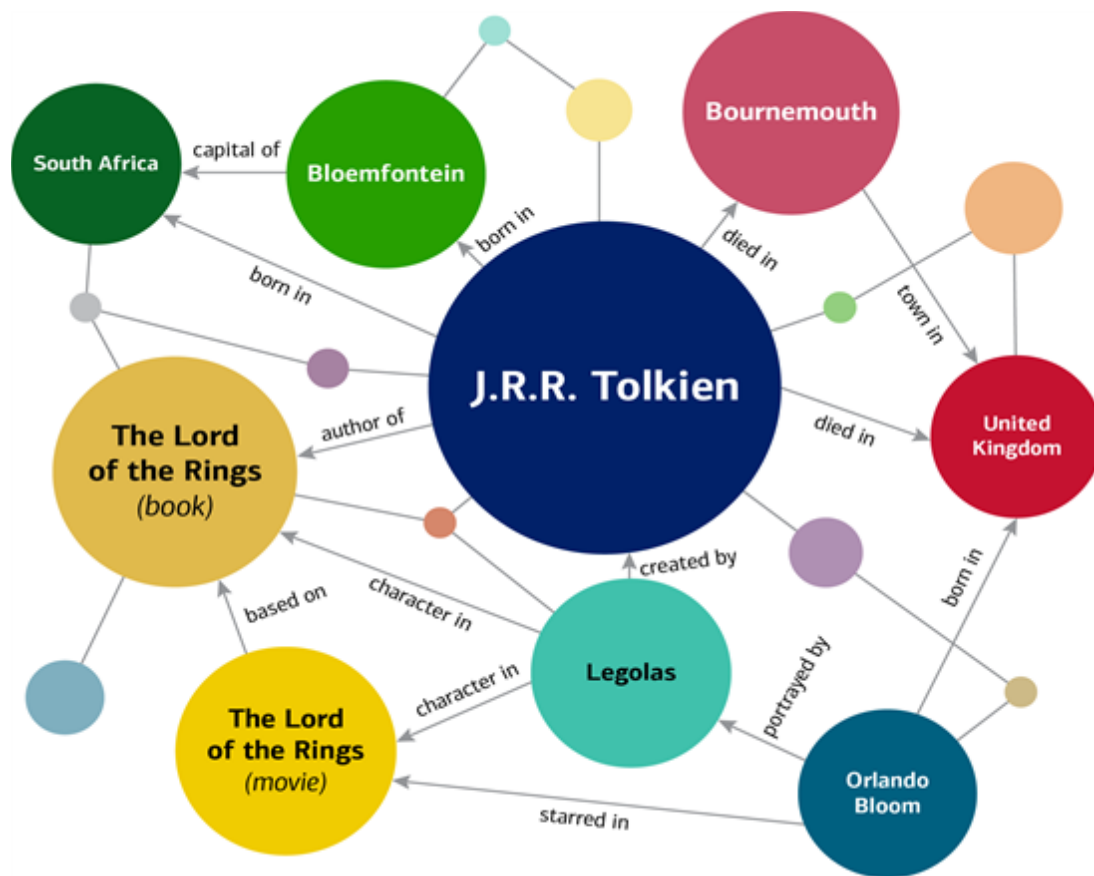 Bournemouth
South Africa
capital of
Bloemfontein
born in
died in
born in
town in
J.R.R. Tolkien
The Lord
of the Rings
(book)
author of
died in
United
Kingdom
created by
born in
based on
character in
Legolas
portrayed by
character in
The Lord
of the Rings
(movie)
Orlando
Bloom
starred in